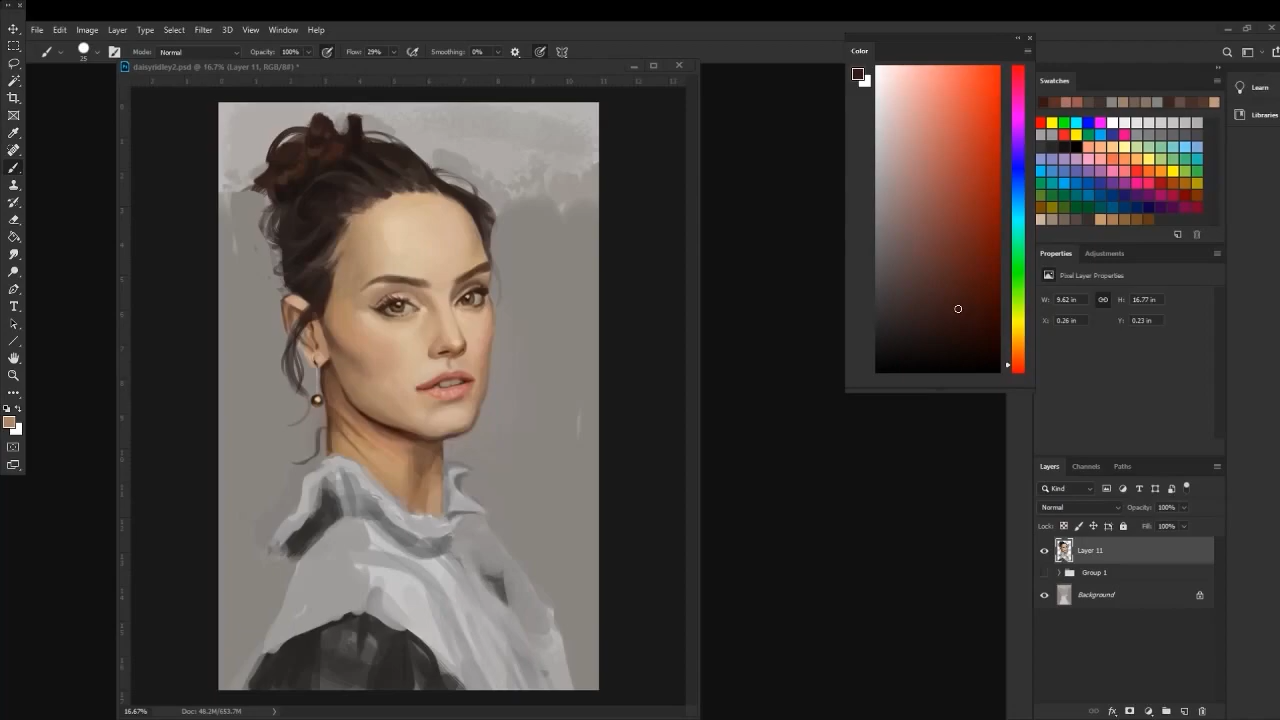 File Edit Image Layer Type Select Filter 3D View Window Help
25 Mode: Normal Opacity: 100% Flow: 29% Smoothing: 0%
daisyridley2.psd @ 16.7% (Layer 11, RGB/8#) *
Color
Swatches
Learn
Libraries
Properties Adjustments
Pixel Layer Properties
W: 9.62 in H: 16.77 in
X: 0.26 in Y: 0.23 in
Layers Channels Paths
Kind
Normal Opacity: 100%
Lock: Fill: 100%
Layer 11
Group 1
Background
fx
16.67% Doc: 48.2M/653.7M